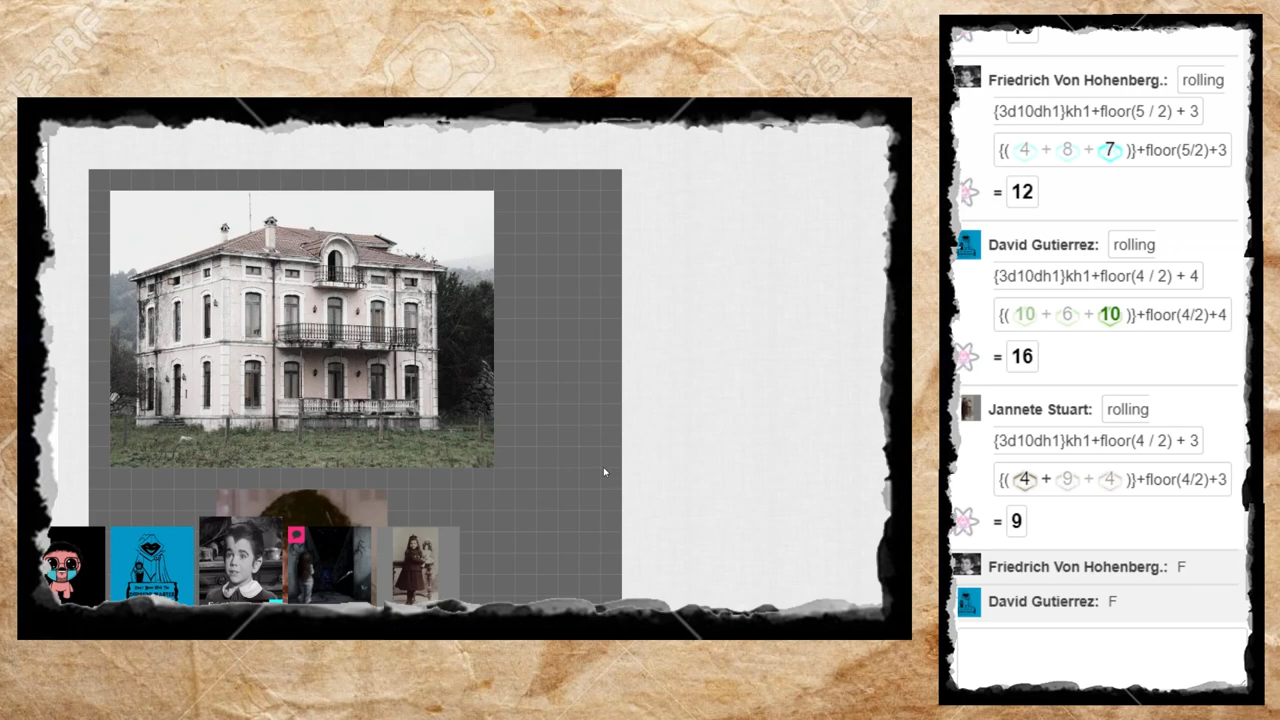 123RF
123RF
Friedrich Von Hohenberg.: rolling
{3d10dh1}kh1+floor(5 / 2) + 3
{( 4 + 8 + 7 )}+floor(5/2)+3
= 12
David Gutierrez: rolling
{3d10dh1}kh1+floor(4 / 2) + 4
{( 10 + 6 + 10 )}+floor(4/2)+4
= 16
Jannete Stuart: rolling
{3d10dh1}kh1+floor(4 / 2) + 3
{( 4 + 9 + 4 )}+floor(4/2)+3
= 9
Friedrich Von Hohenberg.: F
David Gutierrez: F